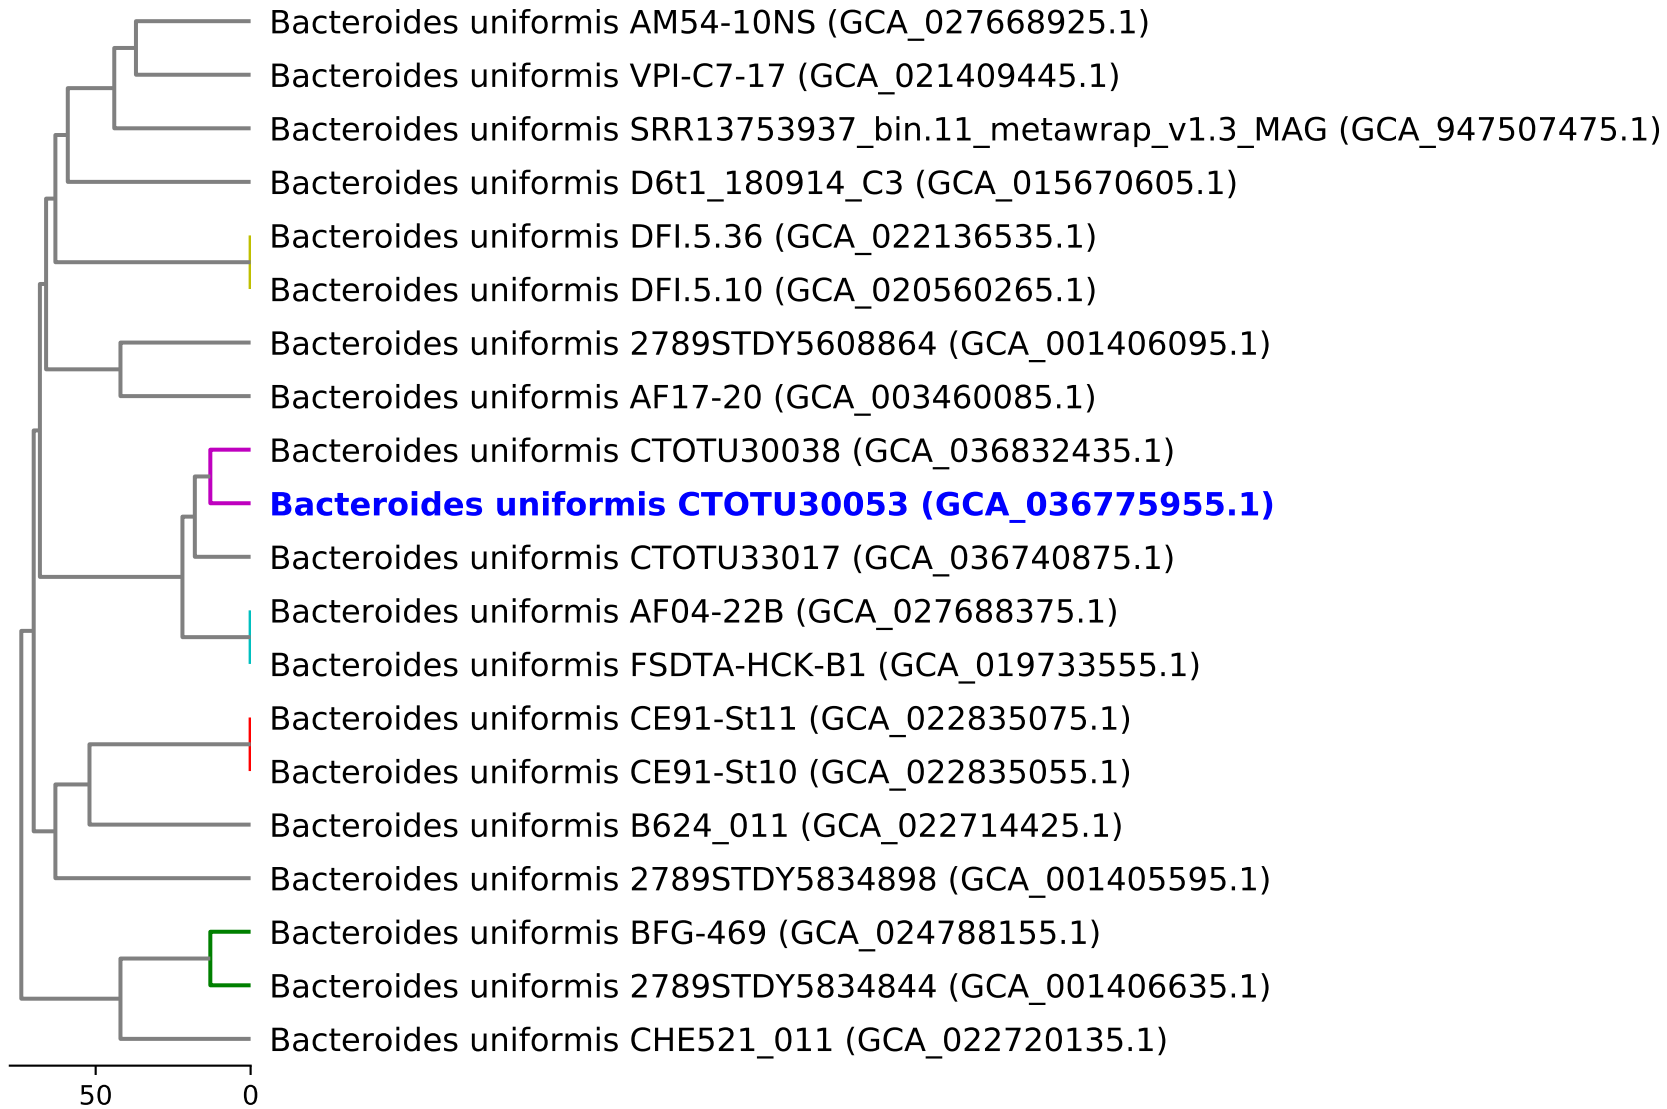 Bacteroides uniformis AM54-10NS (GCA_027668925.1)
Bacteroides uniformis VPI-C7-17 (GCA_021409445.1)
Bacteroides uniformis SRR13753937_bin.11_metawrap_v1.3_MAG (GCA_947507475.1)
Bacteroides uniformis D6t1_180914_C3 (GCA_015670605.1)
Bacteroides uniformis DFI.5.36 (GCA_022136535.1)
Bacteroides uniformis DFI.5.10 (GCA_020560265.1)
Bacteroides uniformis 2789STDY5608864 (GCA_001406095.1)
Bacteroides uniformis AF17-20 (GCA_003460085.1)
Bacteroides uniformis CTOTU30038 (GCA_036832435.1)
Bacteroides uniformis CTOTU30053 (GCA_036775955.1)
Bacteroides uniformis CTOTU33017 (GCA_036740875.1)
Bacteroides uniformis AF04-22B (GCA_027688375.1)
Bacteroides uniformis FSDTA-HCK-B1 (GCA_019733555.1)
Bacteroides uniformis CE91-St11 (GCA_022835075.1)
Bacteroides uniformis CE91-St10 (GCA_022835055.1)
Bacteroides uniformis B624_011 (GCA_022714425.1)
Bacteroides uniformis 2789STDY5834898 (GCA_001405595.1)
Bacteroides uniformis BFG-469 (GCA_024788155.1)
Bacteroides uniformis 2789STDY5834844 (GCA_001406635.1)
Bacteroides uniformis CHE521_011 (GCA_022720135.1)
50 0